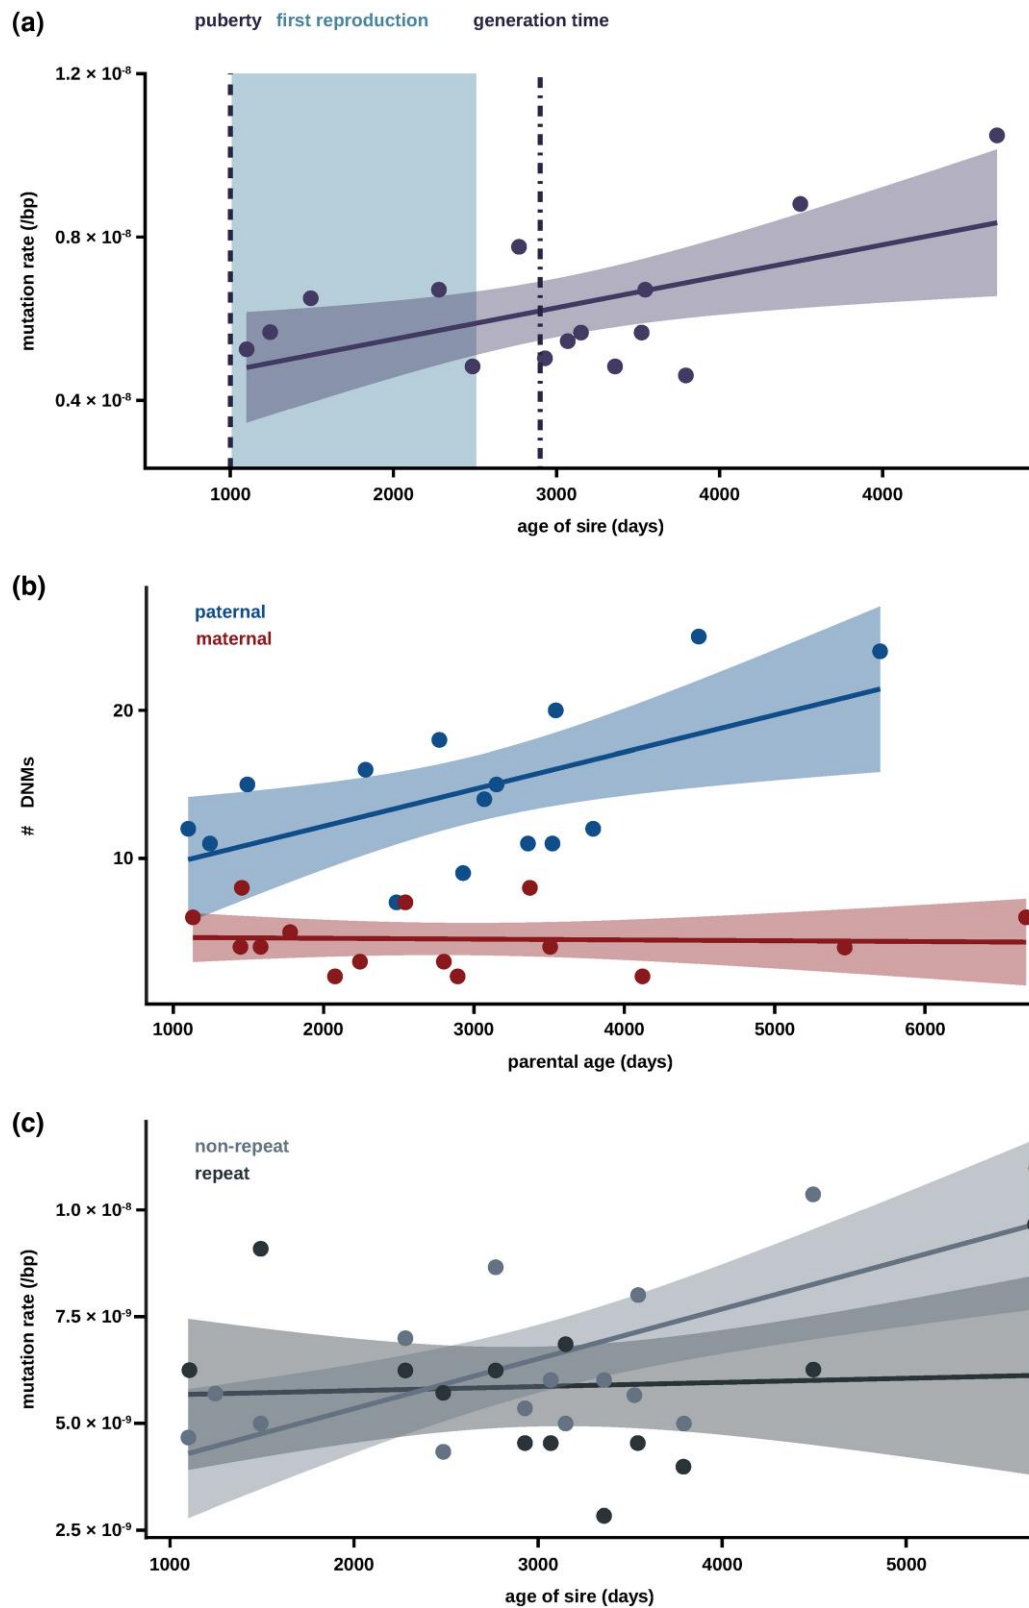 (a)
puberty first reproduction generation time
1.2 × 10⁻⁸
0.8 × 10⁻⁸
0.4 × 10⁻⁸
mutation rate (/bp)
1000 2000 3000 4000 4000
age of sire (days)
(b)
paternal
maternal
20
10
# DNMs
1000 2000 3000 4000 5000 6000
parental age (days)
(c)
non-repeat
repeat
1.0 × 10⁻⁸
7.5 × 10⁻⁹
5.0 × 10⁻⁹
2.5 × 10⁻⁹
mutation rate (/bp)
1000 2000 3000 4000 5000
age of sire (days)